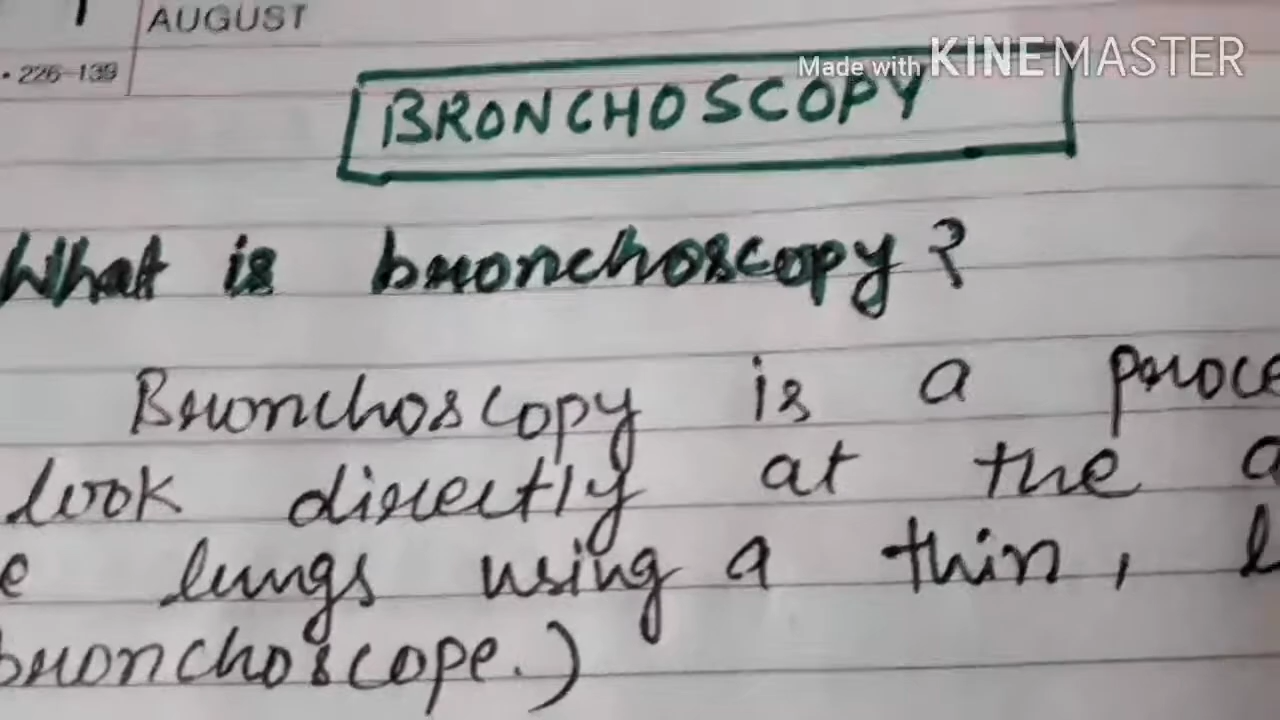 AUGUST
• 226-139
Made with KINEMASTER
BRONCHOSCOPY
What is bronchoscopy?
Bronchoscopy is a proce
look directly at the a
e lungs using a thin, l
bronchoscope.)